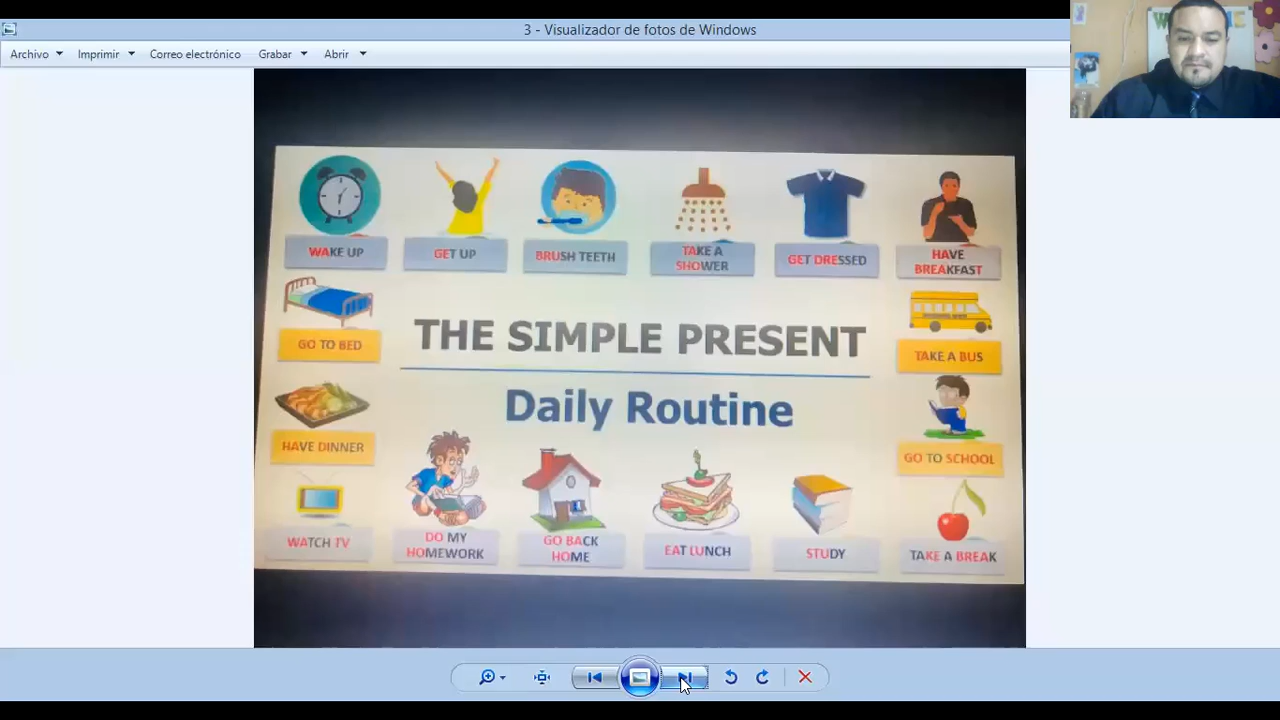 3 - Visualizador de fotos de Windows
Archivo
Imprimir
Correo electrónico
Grabar
Abrir
WAKE UP
GET UP
BRUSH TEETH
TAKE A
SHOWER
GET DRESSED
HAVE
BREAKFAST
GO TO BED
THE SIMPLE PRESENT
TAKE A BUS
Daily Routine
HAVE DINNER
GO TO SCHOOL
WATCH TV
DO MY
HOMEWORK
GO BACK
HOME
EAT LUNCH
STUDY
TAKE A BREAK